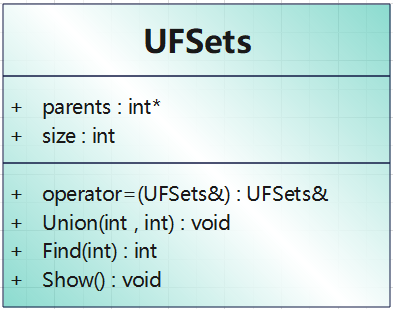 UFSets
+ parents : int*
+ size : int
+ operator=(UFSets&) : UFSets&
+ Union(int , int) : void
+ Find(int) : int
+ Show() : void